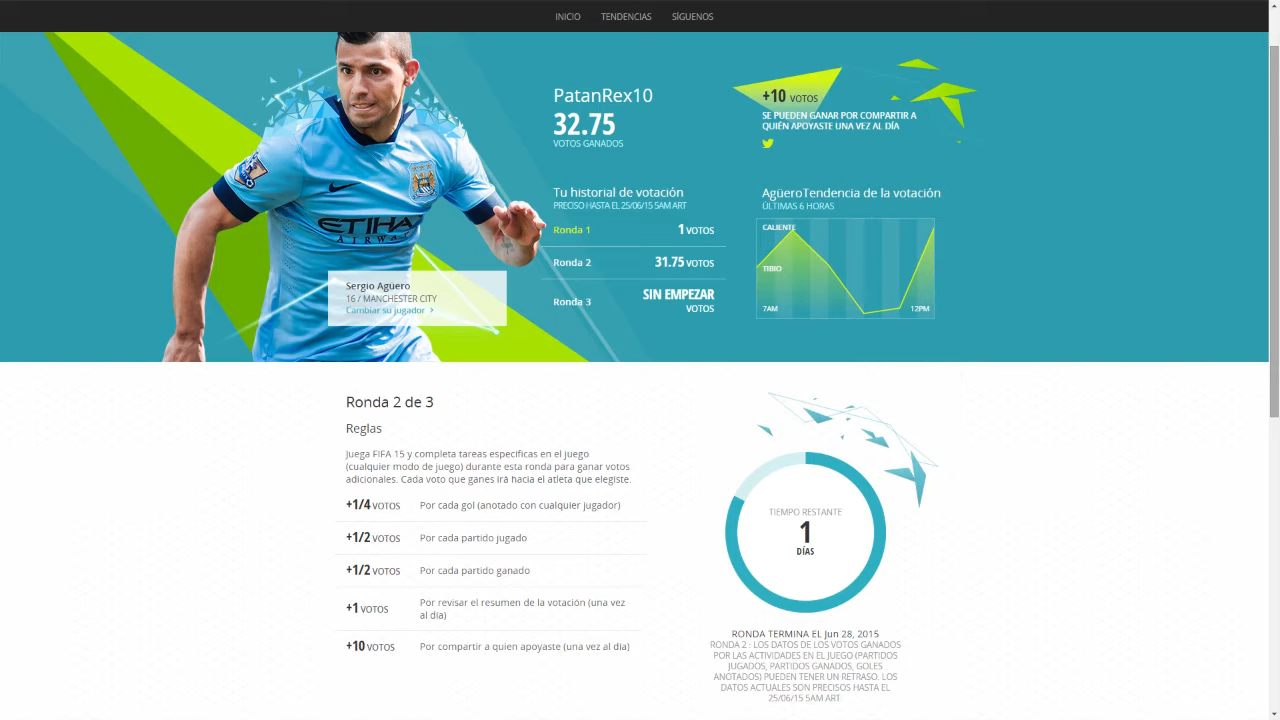 INICIO TENDENCIAS SÍGUENOS
PatanRex10
32.75
VOTOS GANADOS
+10 VOTOS
SE PUEDEN GANAR POR COMPARTIR A
QUIÉN APOYASTE UNA VEZ AL DÍA
Tu historial de votación
PRECISO HASTA EL 25/06/15 5AM ART
Ronda 1 1 VOTOS
Ronda 2 31.75 VOTOS
Ronda 3 SIN EMPEZAR
VOTOS
AgüeroTendencia de la votación
ÚLTIMAS 6 HORAS
CALIENTE
TIBIO
7AM 12PM
ETIHAD
AIRWAYS
Sergio Agüero
16 / MANCHESTER CITY
Cambiar su jugador >
Ronda 2 de 3
Reglas
Juega FIFA 15 y completa tareas específicas en el juego
(cualquier modo de juego) durante esta ronda para ganar votos
adicionales. Cada voto que ganes irá hacia el atleta que elegiste.
+1/4 VOTOS Por cada gol (anotado con cualquier jugador)
+1/2 VOTOS Por cada partido jugado
+1/2 VOTOS Por cada partido ganado
+1 VOTOS Por revisar el resumen de la votación (una vez
al dia)
+10 VOTOS Por compartir a quien apoyaste (una vez al dia)
TIEMPO RESTANTE
1
DÍAS
RONDA TERMINA EL Jun 28, 2015
RONDA 2 : LOS DATOS DE LOS VOTOS GANADOS
POR LAS ACTIVIDADES EN EL JUEGO (PARTIDOS
JUGADOS, PARTIDOS GANADOS, GOLES
ANOTADOS) PUEDEN TENER UN RETRASO. LOS
DATOS ACTUALES SON PRECISOS HASTA EL
25/06/15 5AM ART.